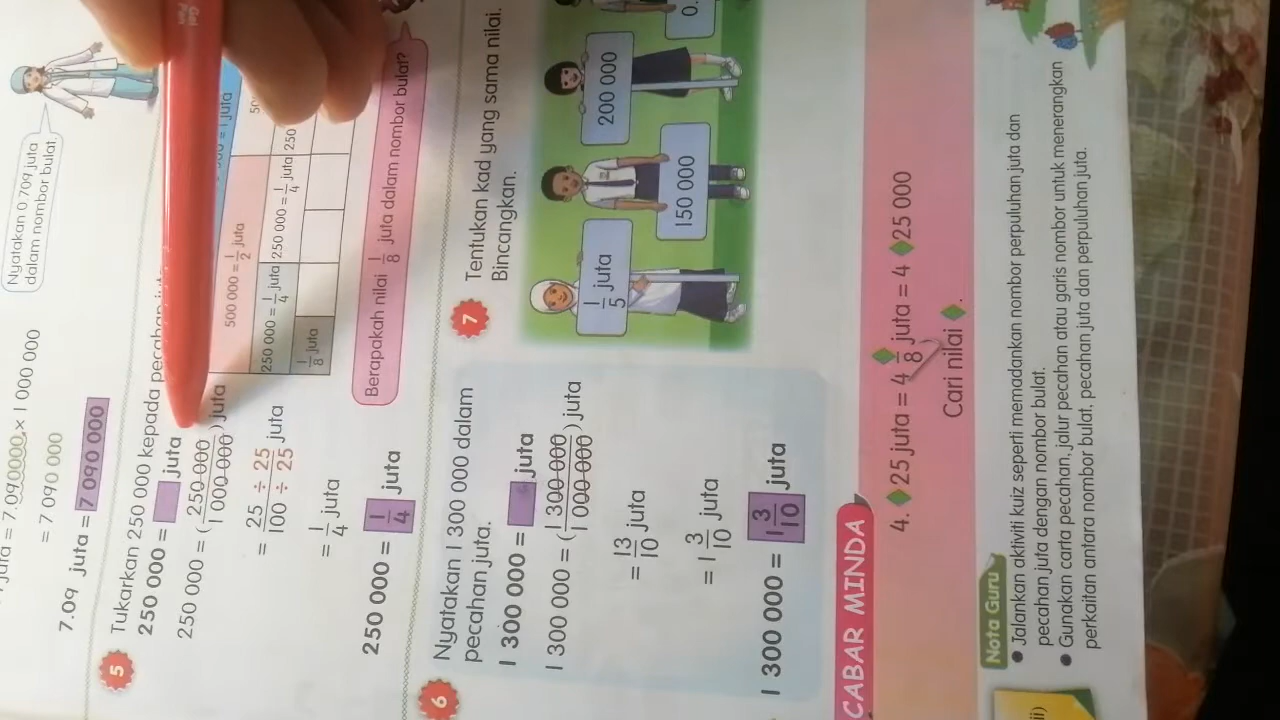 Nyatakan 0.709 juta
dalam nombor bulat.
juta = 7.090000 × 1 000 000
= 7 090 000
7.09 juta = 7 090 000
5 Tukarkan 250 000 kepada pecahan juta
250 000 = juta
250 000 = (250 000/1 000 000) juta
= 25 ÷ 25/100 ÷ 25 juta
= 1/4 juta
250 000 = 1/4 juta
= 1 juta
500 000 = 1/2 juta
250 000 = 1/4 juta 250 000 = 1/4 juta 250
1/8 juta
Berapakah nilai 1/8 juta dalam nombor bulat?
6 Nyatakan 1 300 000 dalam
pecahan juta.
1 300 000 = juta
1 300 000 = (1 300 000/1 000 000) juta
= 13/10 juta
= 1 3/10 juta
1 300 000 = 1 3/10 juta
7 Tentukan kad yang sama nilai.
Bincangkan.
1/5 juta
150 000
200 000
0.
CABAR MINDA
4.◆25 juta = 4 ◆/8 juta = 4 ◆25 000
Cari nilai ◆.
Nota Guru
● Jalankan aktiviti kuiz seperti memadankan nombor perpuluhan juta dan
pecahan juta dengan nombor bulat.
● Gunakan carta pecahan, jalur pecahan atau garis nombor untuk menerangkan
perkaitan antara nombor bulat, pecahan juta dan perpuluhan juta.
ii)